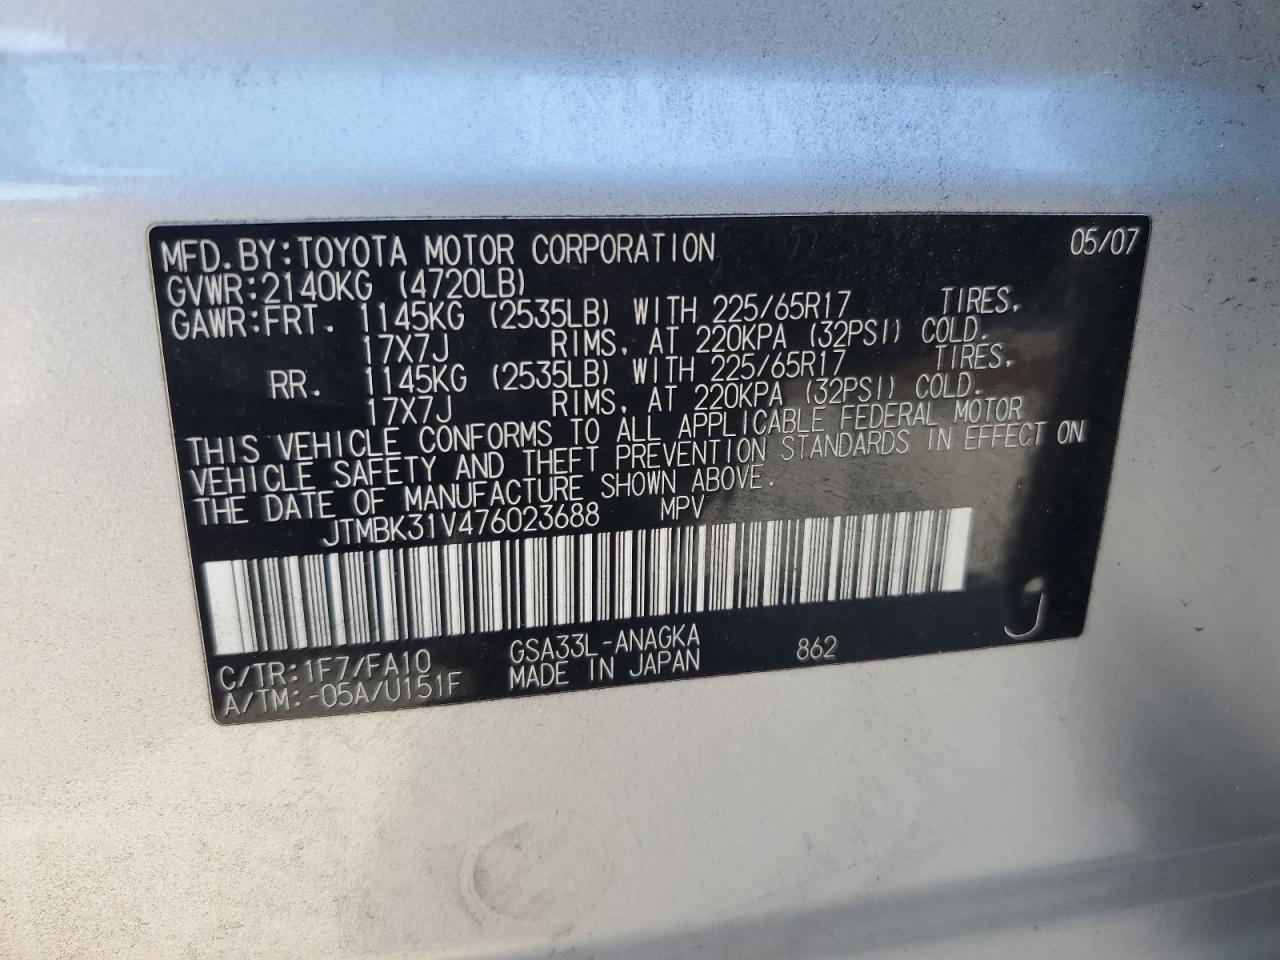 MFD.BY:TOYOTA MOTOR CORPORATION 05/07
GVWR:2140KG (4720LB)
GAWR:FRT. 1145KG (2535LB) WITH 225/65R17 TIRES,
17X7J RIMS, AT 220KPA (32PSI) COLD.
RR. 1145KG (2535LB) WITH 225/65R17 TIRES,
17X7J RIMS, AT 220KPA (32PSI) COLD.
THIS VEHICLE CONFORMS TO ALL APPLICABLE FEDERAL MOTOR
VEHICLE SAFETY AND THEFT PREVENTION STANDARDS IN EFFECT ON
THE DATE OF MANUFACTURE SHOWN ABOVE.
JTMBK31V476023688 MPV
C/TR:1F7/FA10 GSA33L-ANAGKA 862 J
A/TM:-05A/U151F MADE IN JAPAN